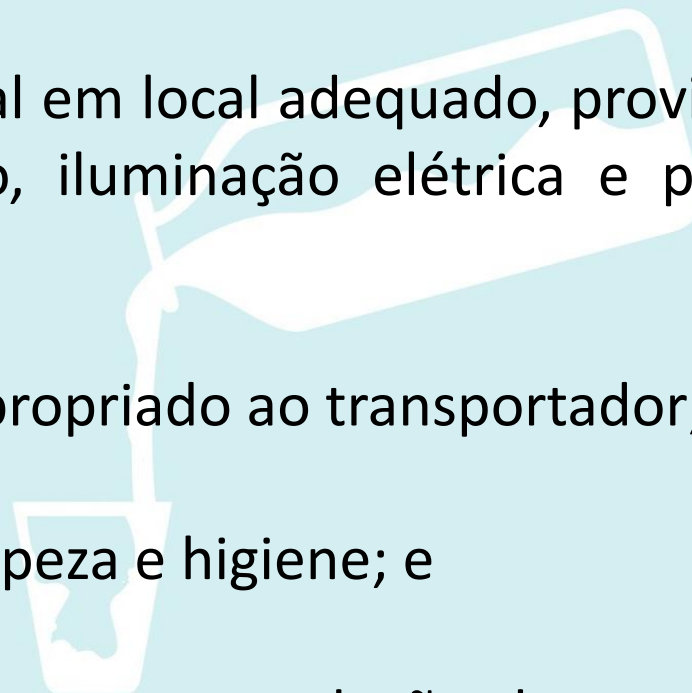 al em local adequado, provi
o, iluminação elétrica e p
propriado ao transportador,
peza e higiene; e